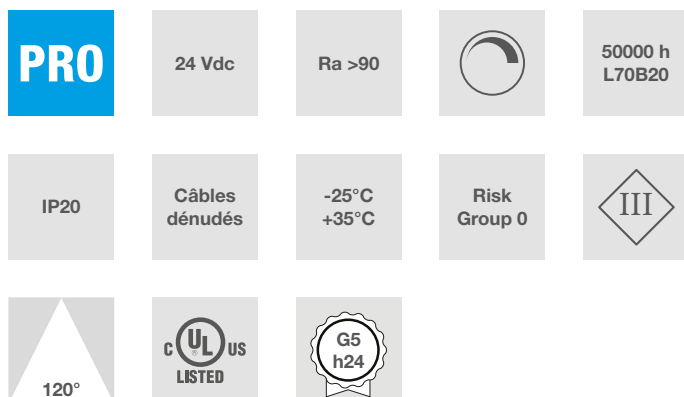 PRO
24 Vdc
Ra >90
50000 h
L70B20
IP20
Câbles
dénudés
-25°C
+35°C
Risk
Group 0
III
120°
C UL US
®
LISTED
G5
h24